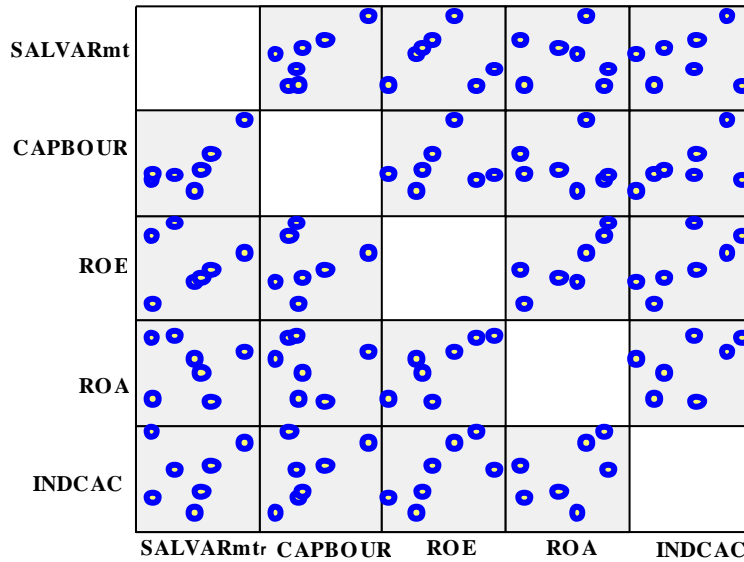 SALVARmt
CAPBOUR
ROE
ROA
INDCAC
SALVARmtr CAPBOUR ROE ROA INDCAC